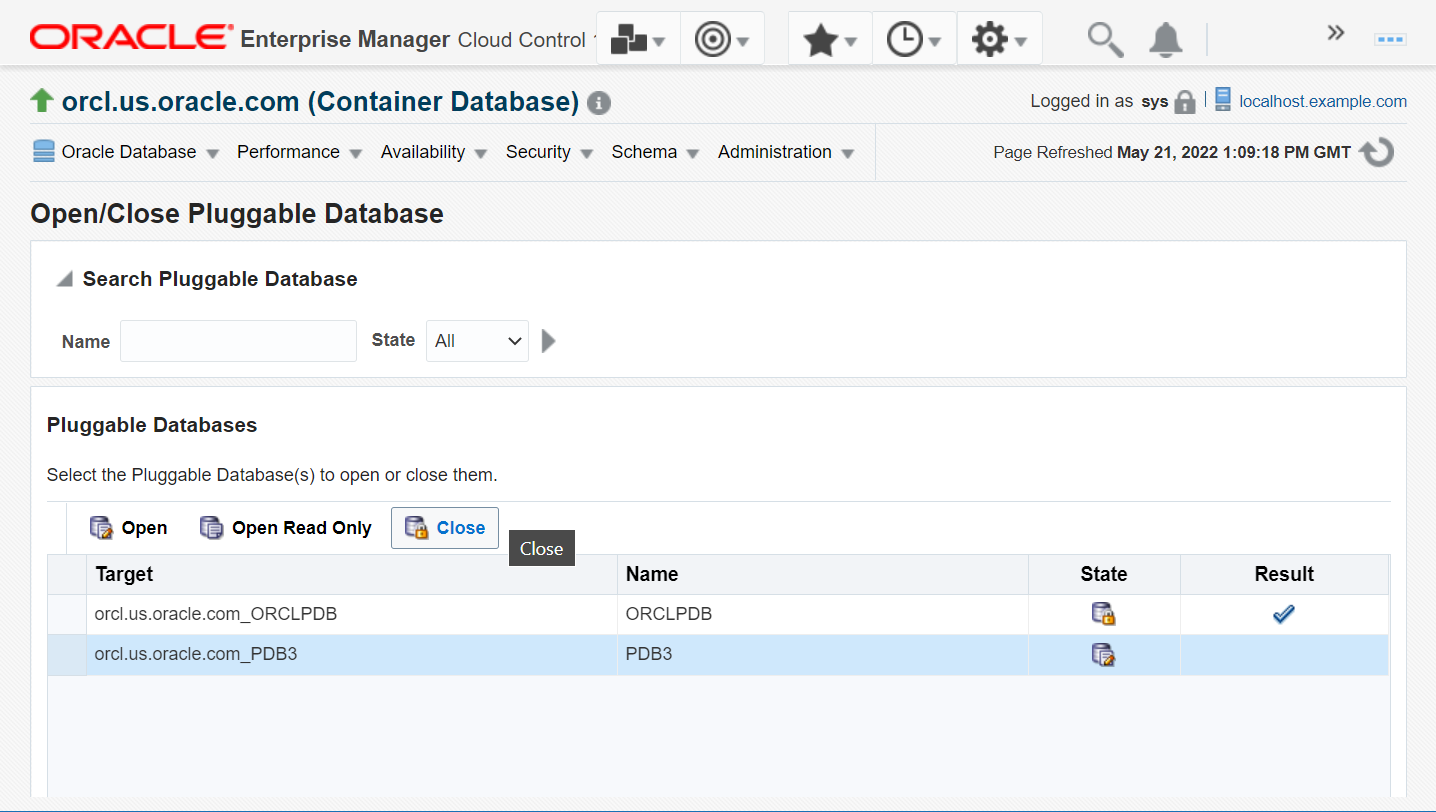 ORACLE® Enterprise Manager Cloud Control
orcl.us.oracle.com (Container Database)
Logged in as sys
localhost.example.com
Oracle Database Performance Availability Security Schema Administration
Page Refreshed May 21, 2022 1:09:18 PM GMT
Open/Close Pluggable Database
Search Pluggable Database
Name
State All
Pluggable Databases
Select the Pluggable Database(s) to open or close them.
Open Open Read Only Close
Close
Target Name State Result
orcl.us.oracle.com_ORCLPDB ORCLPDB
orcl.us.oracle.com_PDB3 PDB3